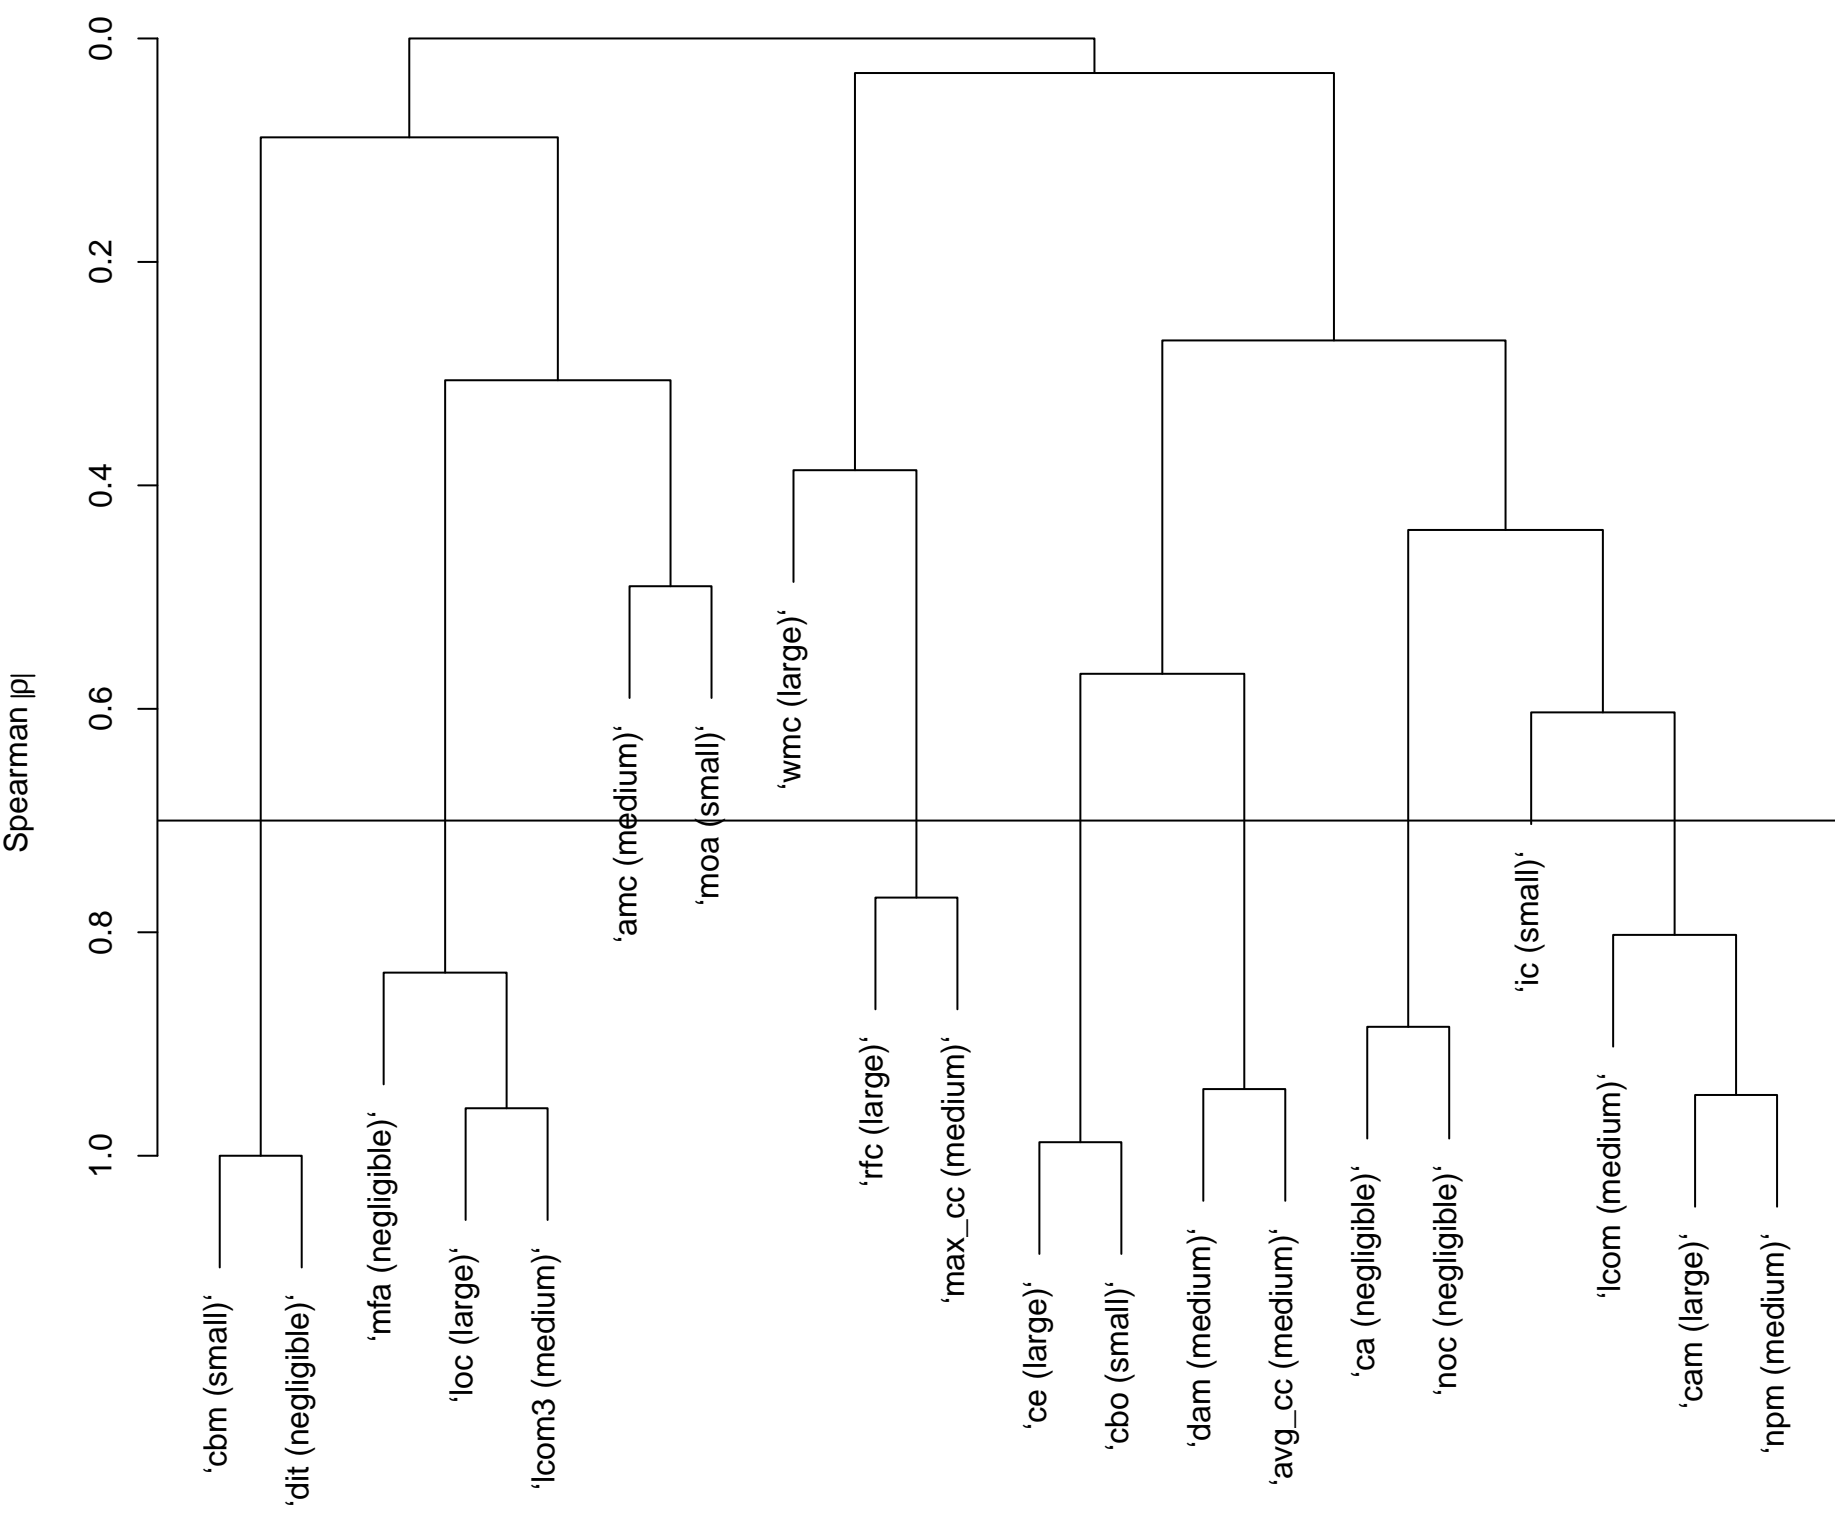 0.0
0.2
0.4
0.6
0.8
1.0
Spearman |ρ|
‘cbm (small)‘
‘dit (negligible)‘
‘mfa (negligible)‘
‘loc (large)‘
‘lcom3 (medium)‘
‘amc (medium)‘
‘moa (small)‘
‘wmc (large)‘
‘rfc (large)‘
‘max_cc (medium)‘
‘ce (large)‘
‘cbo (small)‘
‘dam (medium)‘
‘avg_cc (medium)‘
‘ca (negligible)‘
‘noc (negligible)‘
‘ic (small)‘
‘lcom (medium)‘
‘cam (large)‘
‘npm (medium)‘